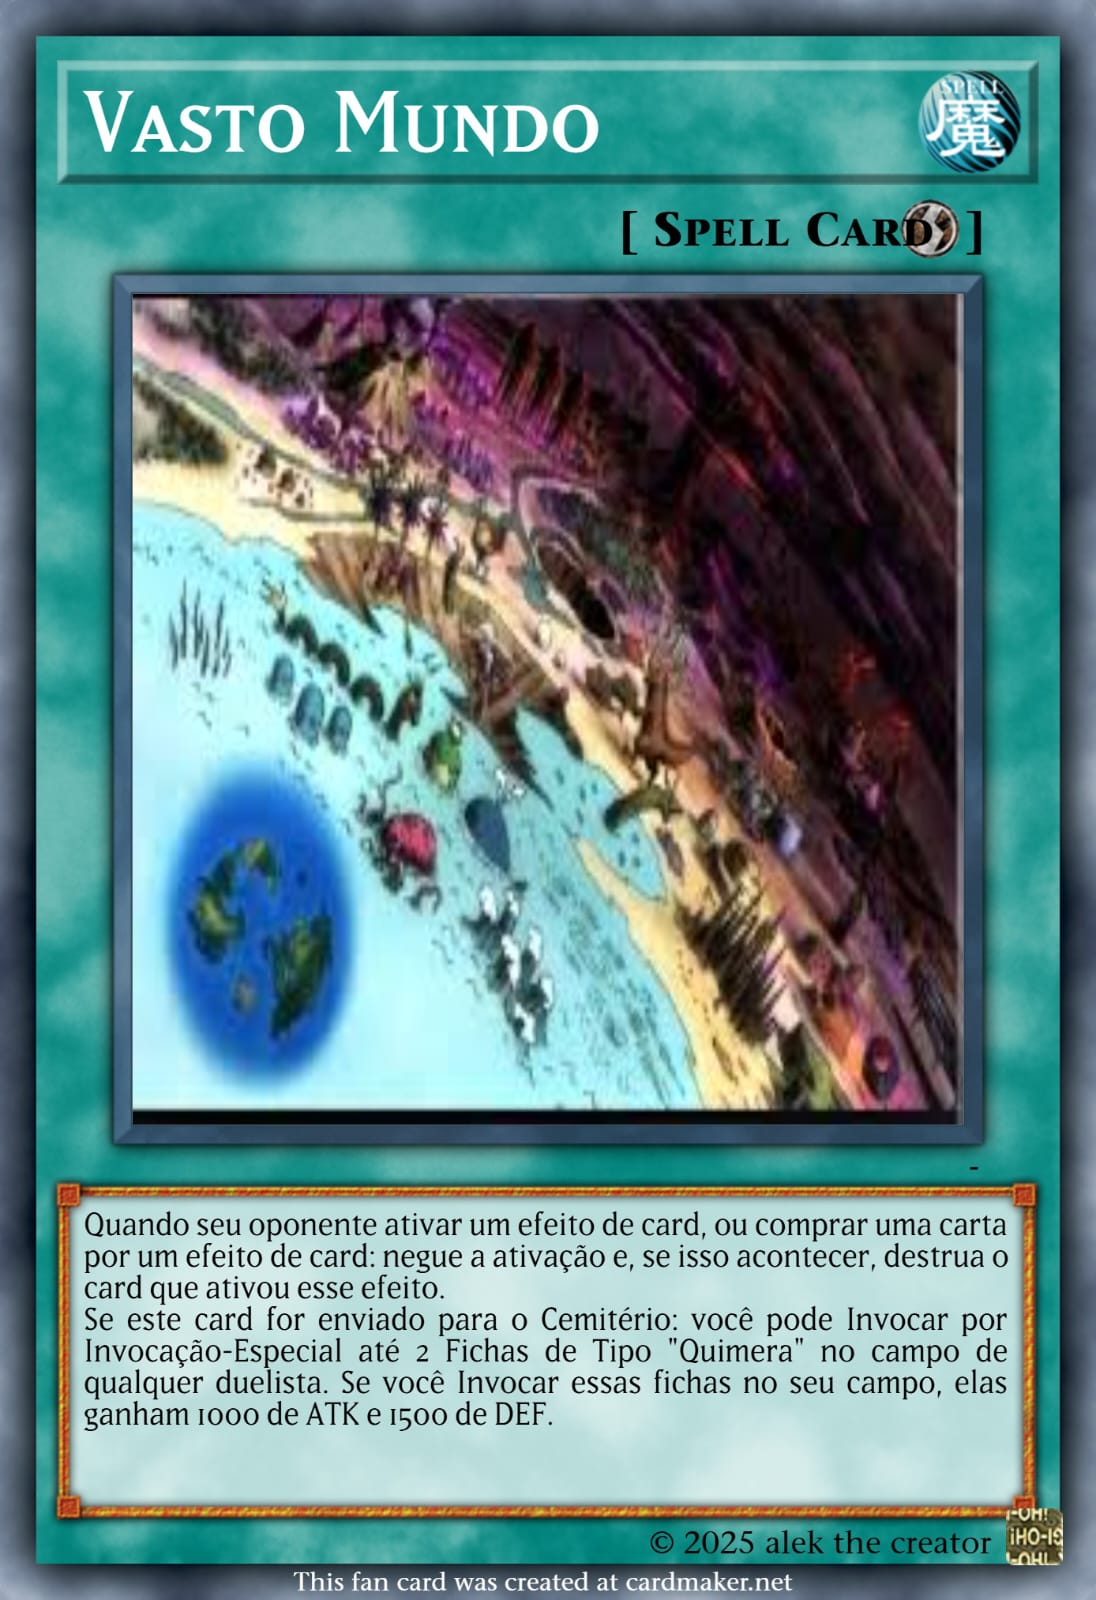 Vasto Mundo
SPELL
魔
[ Spell Card ]
-
Quando seu oponente ativar um efeito de card, ou comprar uma carta
por um efeito de card: negue a ativação e, se isso acontecer, destrua o
card que ativou esse efeito.
Se este card for enviado para o Cemitério: você pode Invocar por
Invocação-Especial até 2 Fichas de Tipo "Quimera" no campo de
qualquer duelista. Se você Invocar essas fichas no seu campo, elas
ganham 1000 de ATK e 1500 de DEF.
© 2025 alek the creator
This fan card was created at cardmaker.net